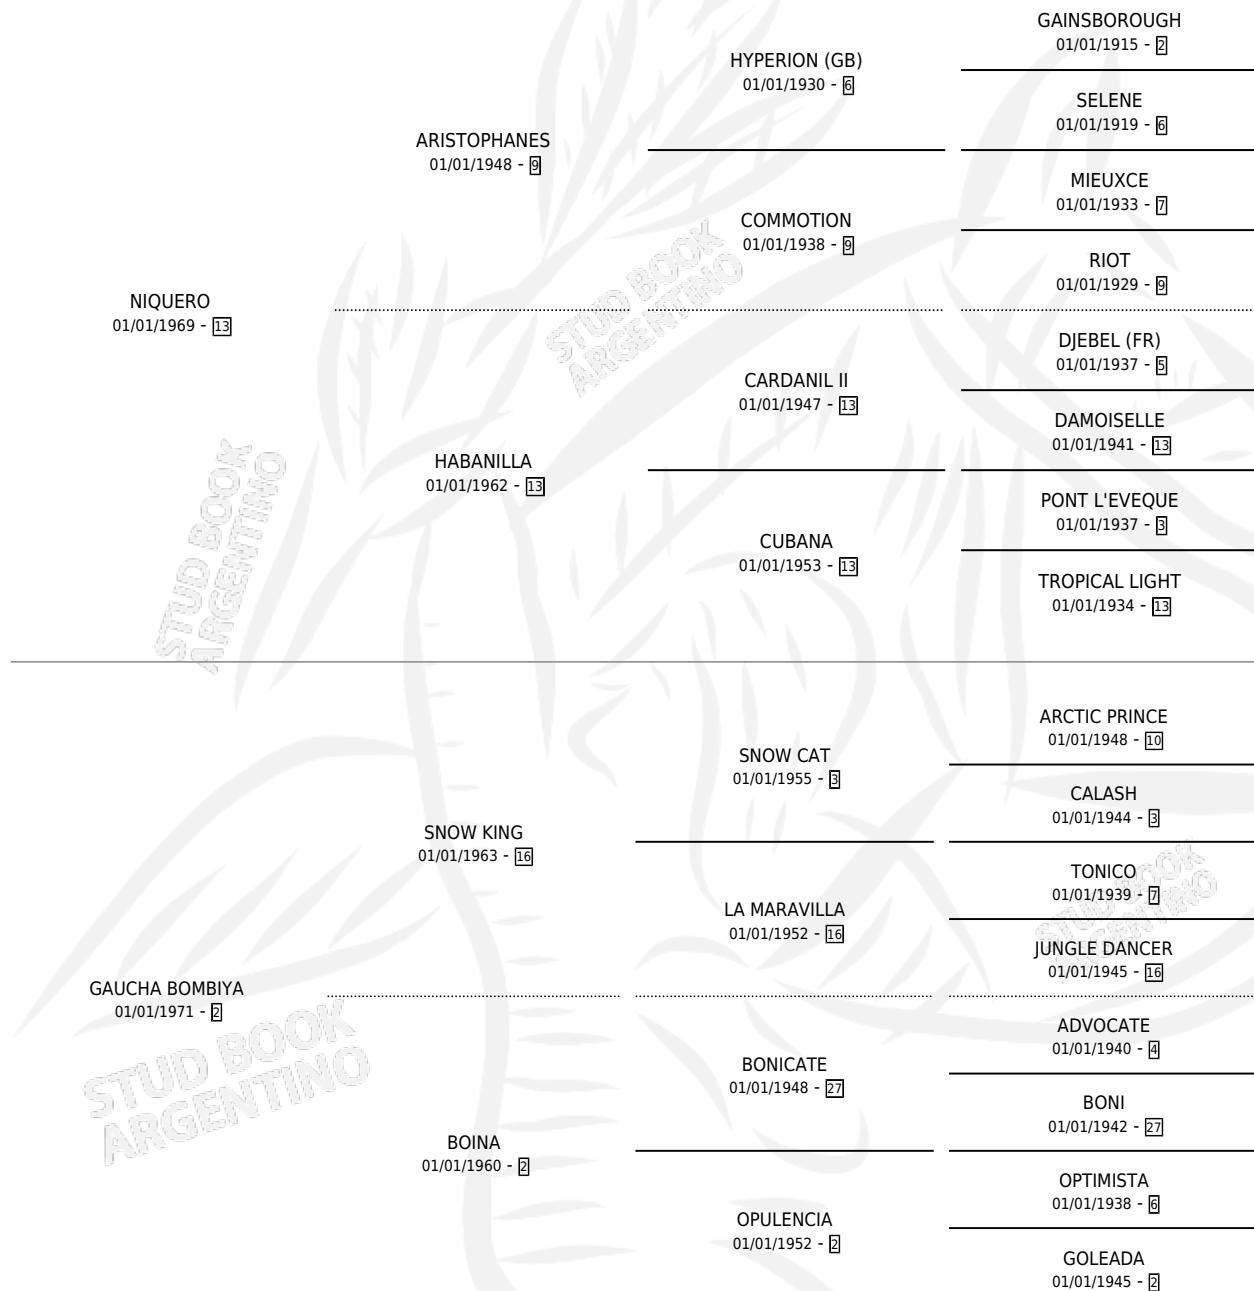 NIQUERO
01/01/1969 - 13
ARISTOPHANES
01/01/1948 - 9
HABANILLA
01/01/1962 - 13
HYPERION (GB)
01/01/1930 - 6
COMMOTION
01/01/1938 - 9
CARDANIL II
01/01/1947 - 13
CUBANA
01/01/1953 - 13
GAINSBOROUGH
01/01/1915 - 2
SELENE
01/01/1919 - 6
MIEUXCE
01/01/1933 - 7
RIOT
01/01/1929 - 9
DJEBEL (FR)
01/01/1937 - 5
DAMOISELLE
01/01/1941 - 13
PONT L'EVEQUE
01/01/1937 - 3
TROPICAL LIGHT
01/01/1934 - 13
GAUCHA BOMBIYA
01/01/1971 - 2
SNOW KING
01/01/1963 - 16
BOINA
01/01/1960 - 2
SNOW CAT
01/01/1955 - 3
LA MARAVILLA
01/01/1952 - 16
BONICATE
01/01/1948 - 27
OPULENCIA
01/01/1952 - 2
ARCTIC PRINCE
01/01/1948 - 10
CALASH
01/01/1944 - 3
TONICO
01/01/1939 - 7
JUNGLE DANCER
01/01/1945 - 16
ADVOCATE
01/01/1940 - 4
BONI
01/01/1942 - 27
OPTIMISTA
01/01/1938 - 6
GOLEADA
01/01/1945 - 2
STUD BOOK
ARGENTINO
STUD BOOK
ARGENTINO
STUD BOOK
ARGENTINO
STUD BOOK
ARGENTINO